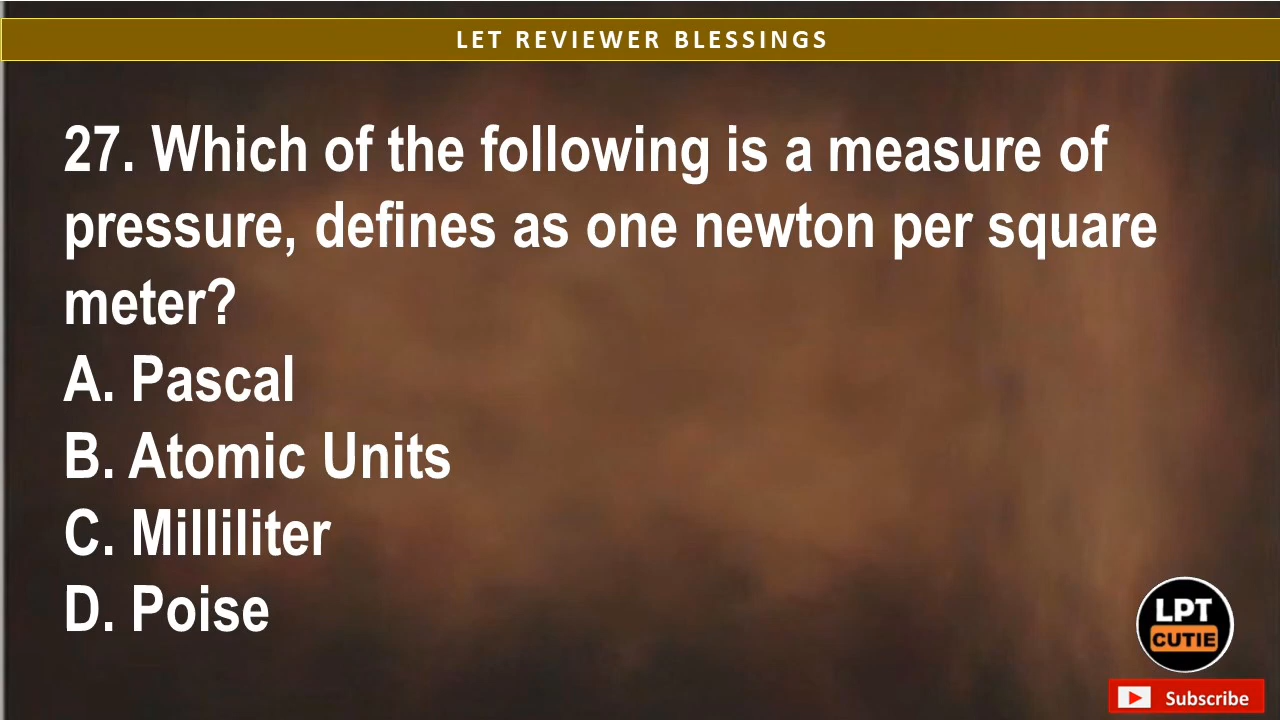 LET REVIEWER BLESSINGS
27. Which of the following is a measure of
pressure, defines as one newton per square
meter?
A. Pascal
B. Atomic Units
C. Milliliter
D. Poise
LPT
CUTIE
Subscribe